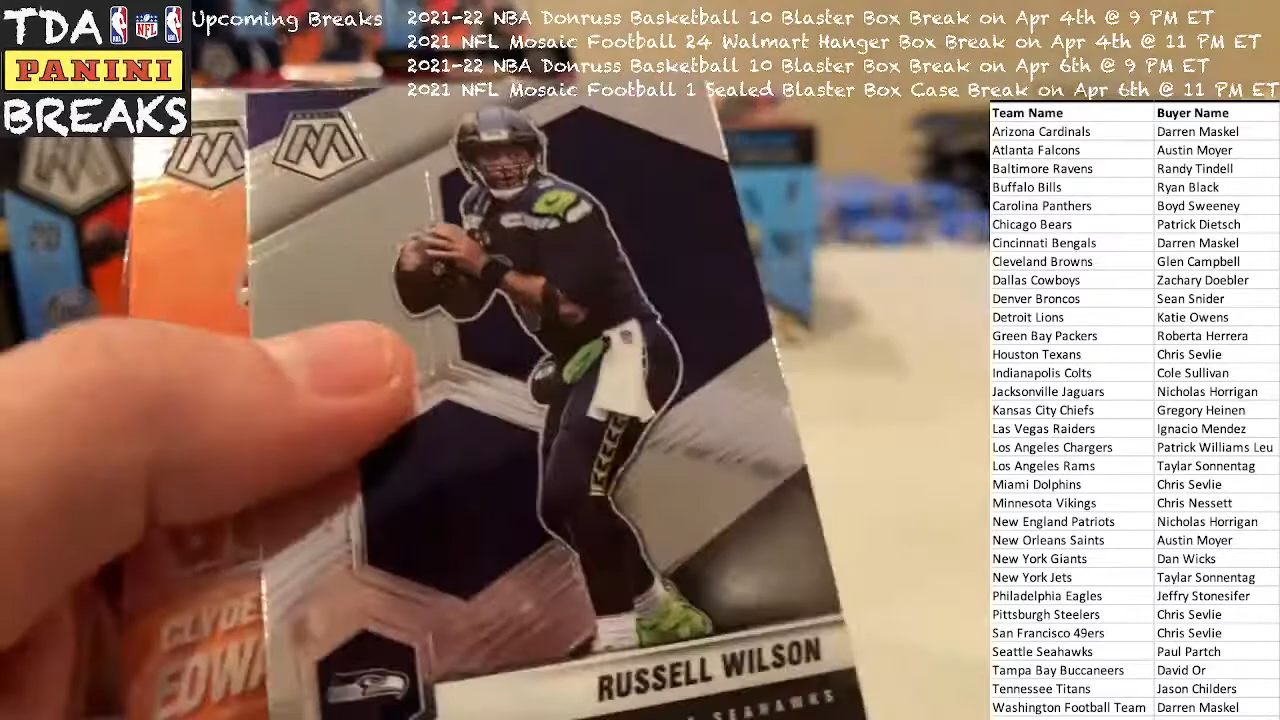 TDA
PANINI
BREAKS
Upcoming Breaks
2021-22 NBA Donruss Basketball 10 Blaster Box Break on Apr 4th @ 9 PM ET
2021 NFL Mosaic Football 24 Walmart Hanger Box Break on Apr 4th @ 11 PM ET
2021-22 NBA Donruss Basketball 10 Blaster Box Break on Apr 6th @ 9 PM ET
2021 NFL Mosaic Football 1 Sealed Blaster Box Case Break on Apr 6th @ 11 PM ET
Team Name Buyer Name
Arizona Cardinals Darren Maskel
Atlanta Falcons Austin Moyer
Baltimore Ravens Randy Tindell
Buffalo Bills Ryan Black
Carolina Panthers Boyd Sweeney
Chicago Bears Patrick Dietsch
Cincinnati Bengals Darren Maskel
Cleveland Browns Glen Campbell
Dallas Cowboys Zachary Doebler
Denver Broncos Sean Snider
Detroit Lions Katie Owens
Green Bay Packers Roberta Herrera
Houston Texans Chris Sevlie
Indianapolis Colts Cole Sullivan
Jacksonville Jaguars Nicholas Horrigan
Kansas City Chiefs Gregory Heinen
Las Vegas Raiders Ignacio Mendez
Los Angeles Chargers Patrick Williams Leu
Los Angeles Rams Taylar Sonnentag
Miami Dolphins Chris Sevlie
Minnesota Vikings Chris Nessett
New England Patriots Nicholas Horrigan
New Orleans Saints Austin Moyer
New York Giants Dan Wicks
New York Jets Taylar Sonnentag
Philadelphia Eagles Jeffry Stonesifer
Pittsburgh Steelers Chris Sevlie
San Francisco 49ers Chris Sevlie
Seattle Seahawks Paul Partch
Tampa Bay Buccaneers David Or
Tennessee Titans Jason Childers
Washington Football Team Darren Maskel
RUSSELL WILSON
SEAHAWKS
CLYDE
EDWA